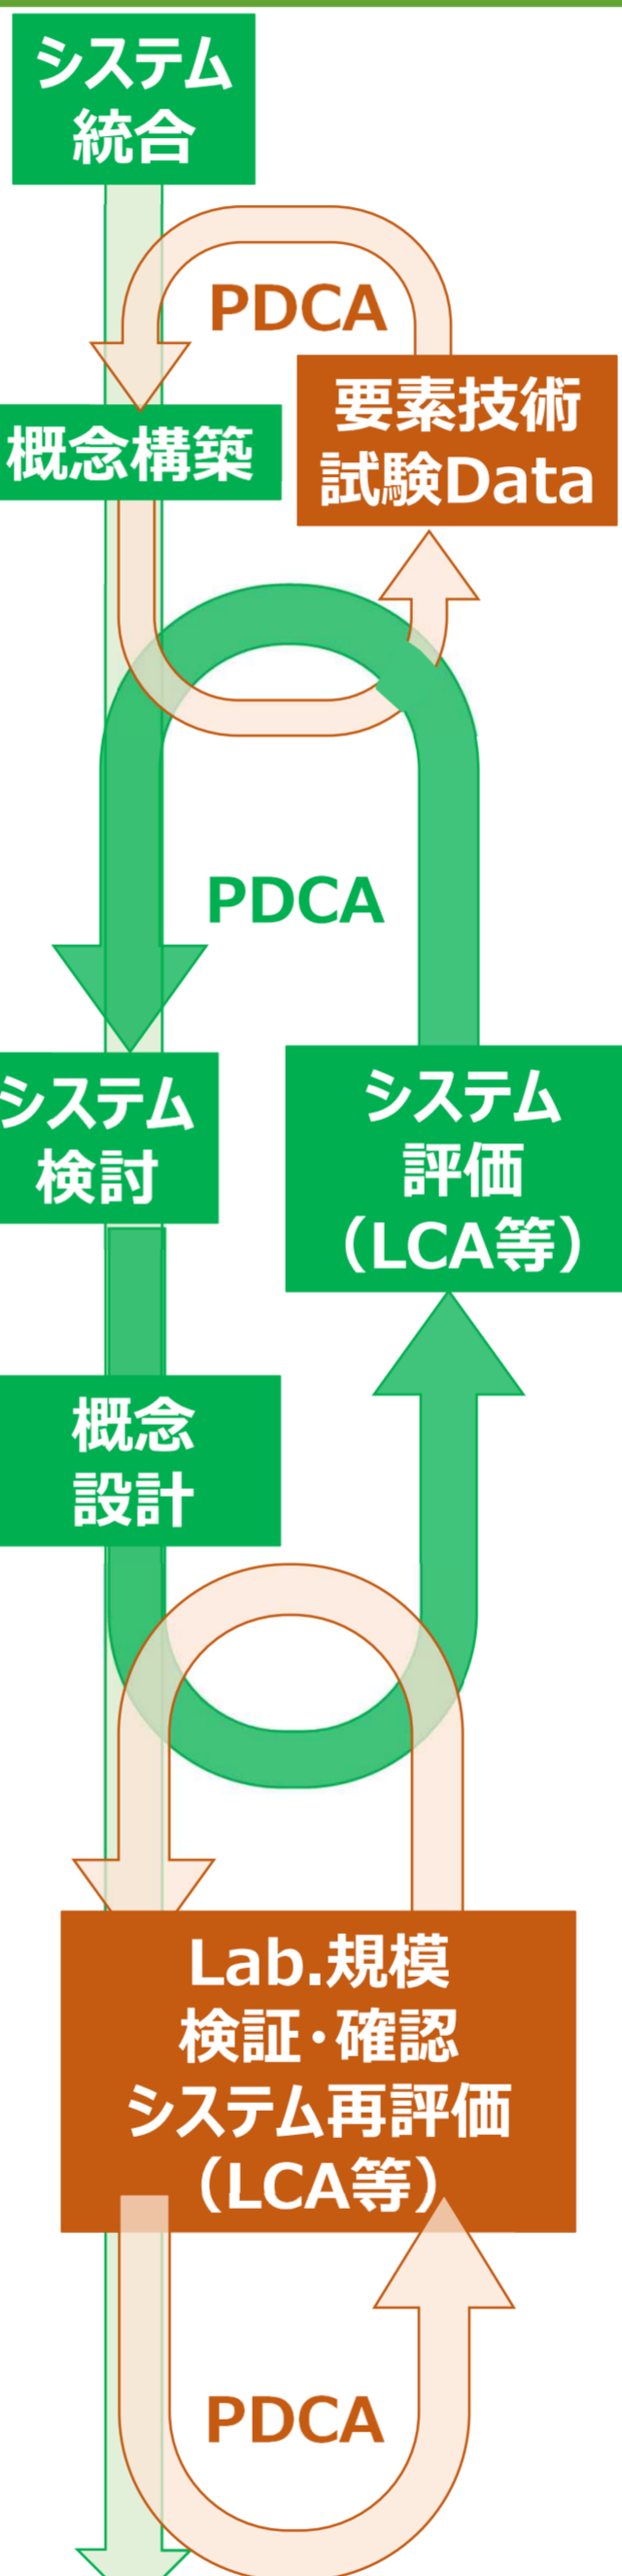 システム
統合
PDCA
要素技術
試験Data
概念構築
PDCA
システム
検討
システム
評価
（LCA等）
概念
設計
Lab.規模
検証・確認
システム再評価
（LCA等）
PDCA